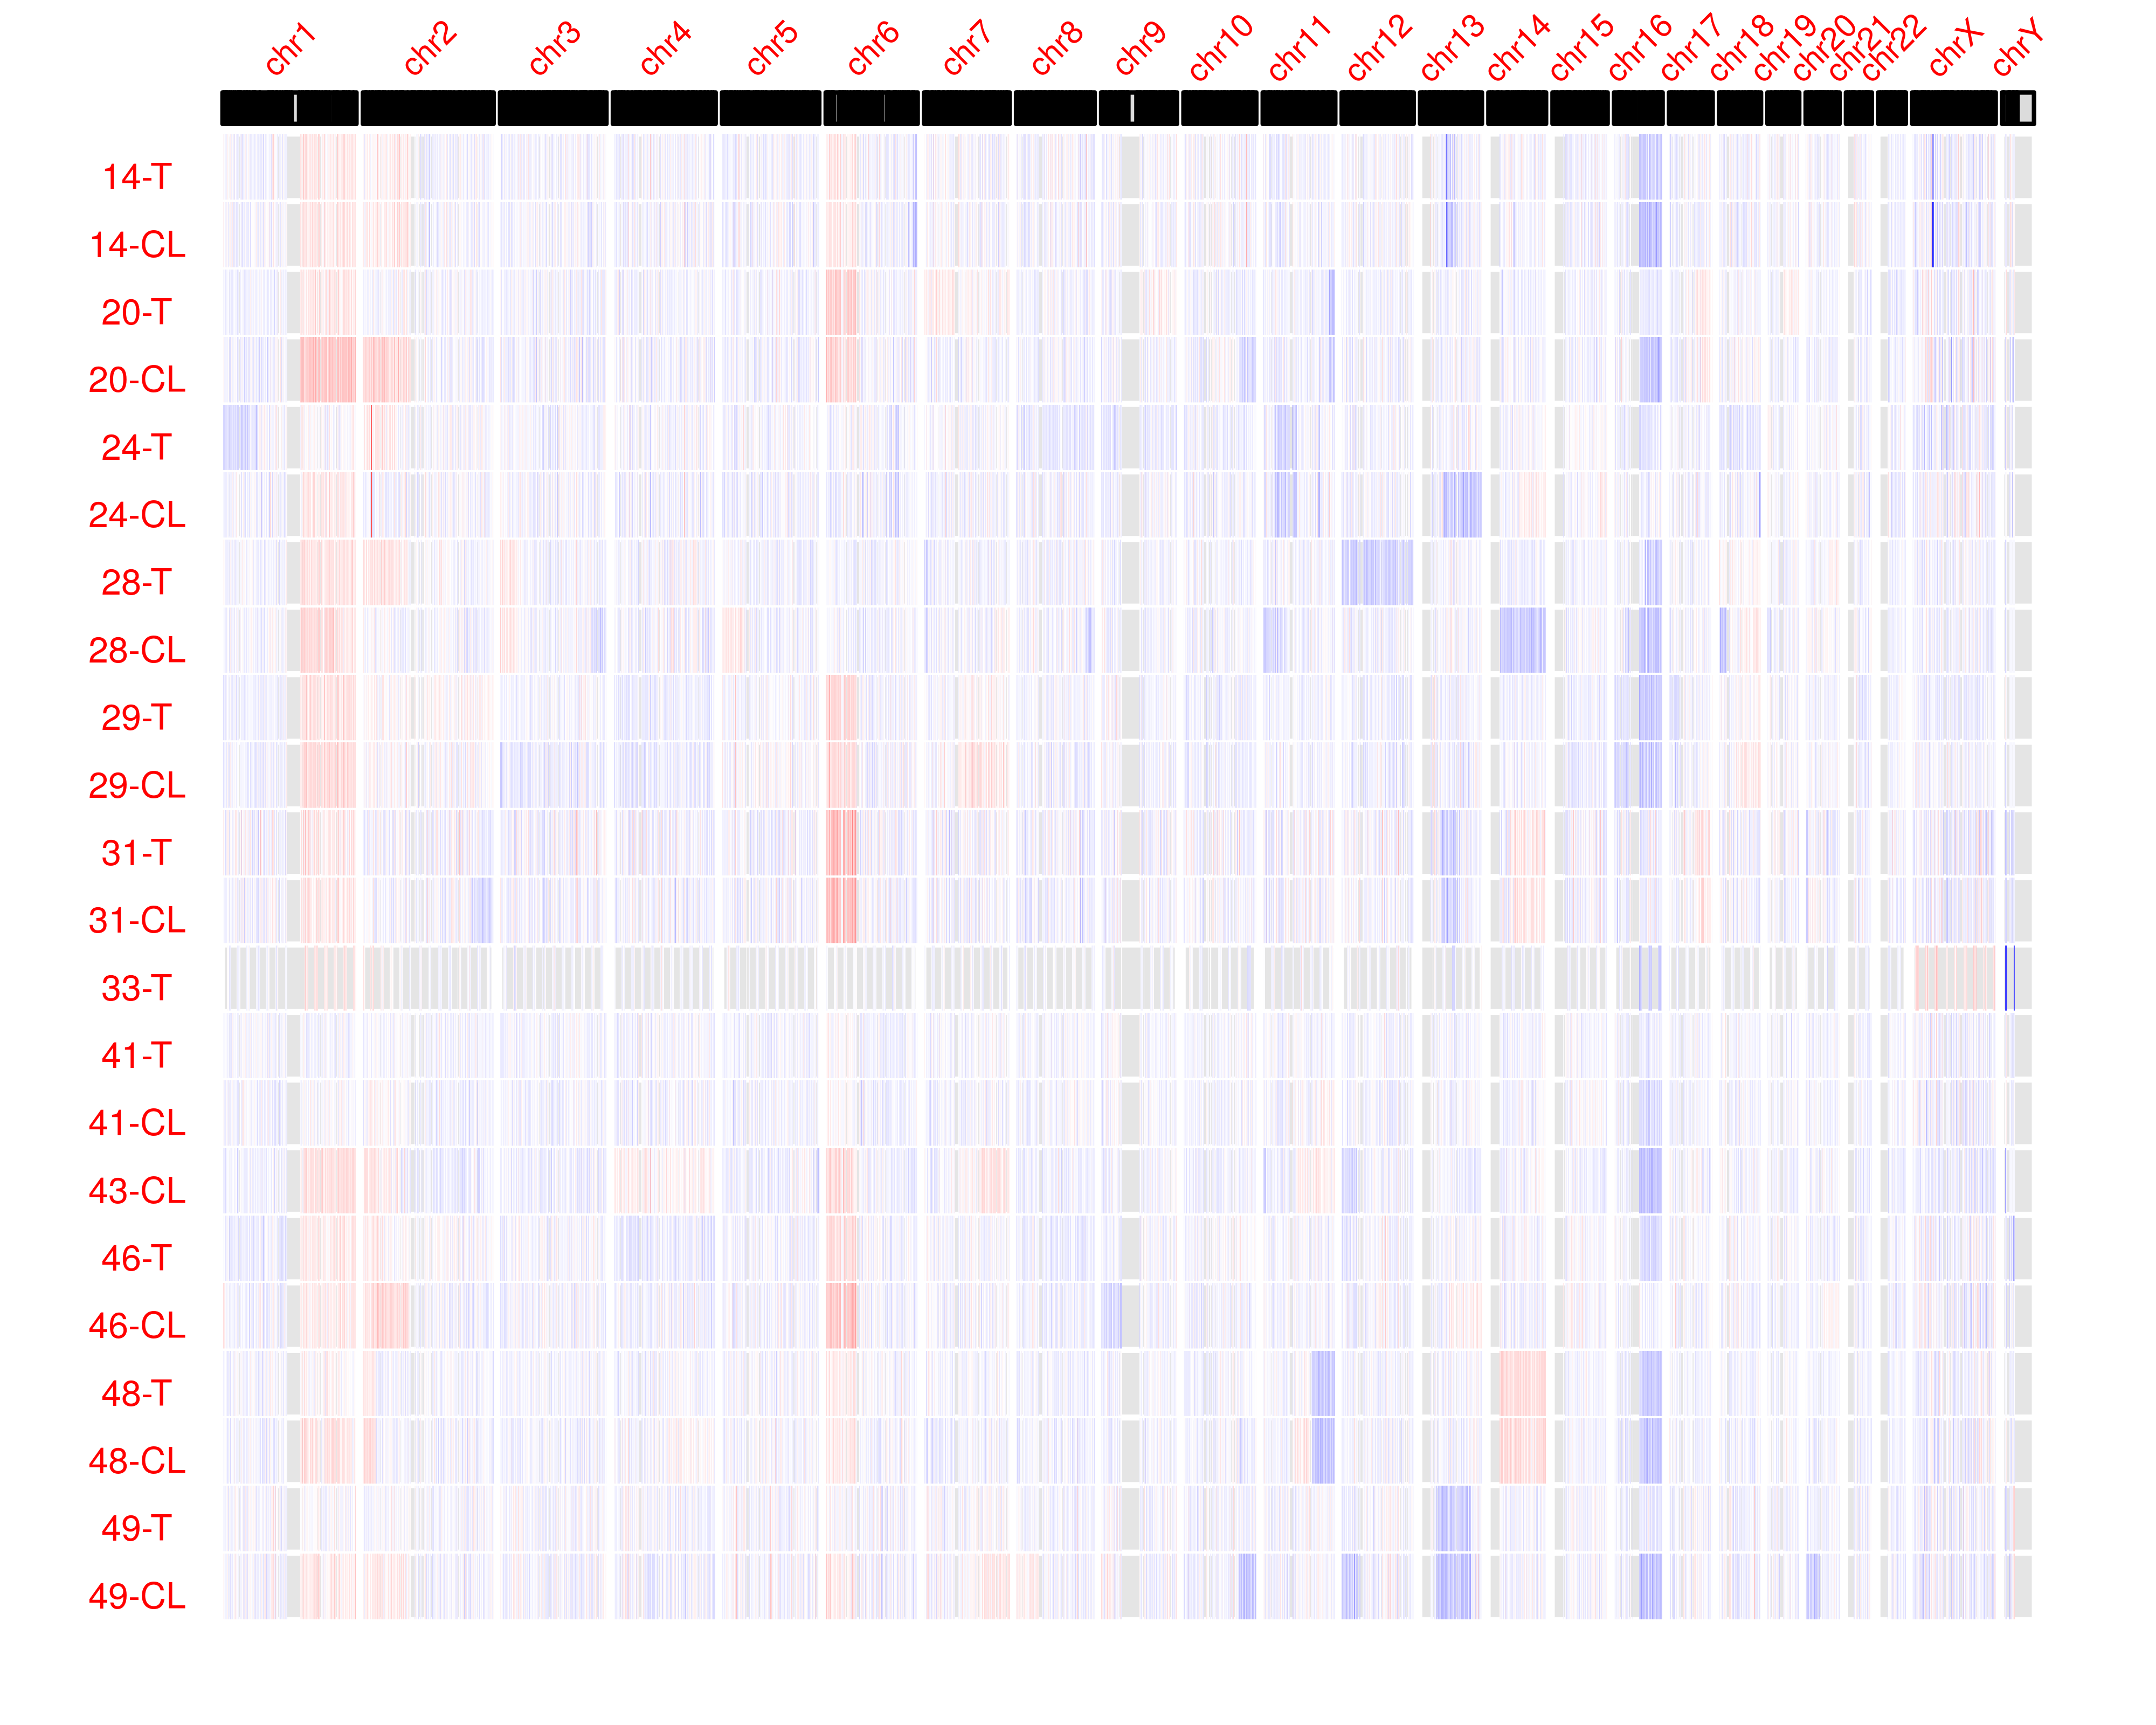 chr1 chr2 chr3 chr4 chr5 chr6 chr7 chr8 chr9 chr10 chr11 chr12 chr13 chr14 chr15 chr16 chr17 chr18 chr19 chr20 chr21 chr22 chrX chrY
14-T
14-CL
20-T
20-CL
24-T
24-CL
28-T
28-CL
29-T
29-CL
31-T
31-CL
33-T
41-T
41-CL
43-CL
46-T
46-CL
48-T
48-CL
49-T
49-CL